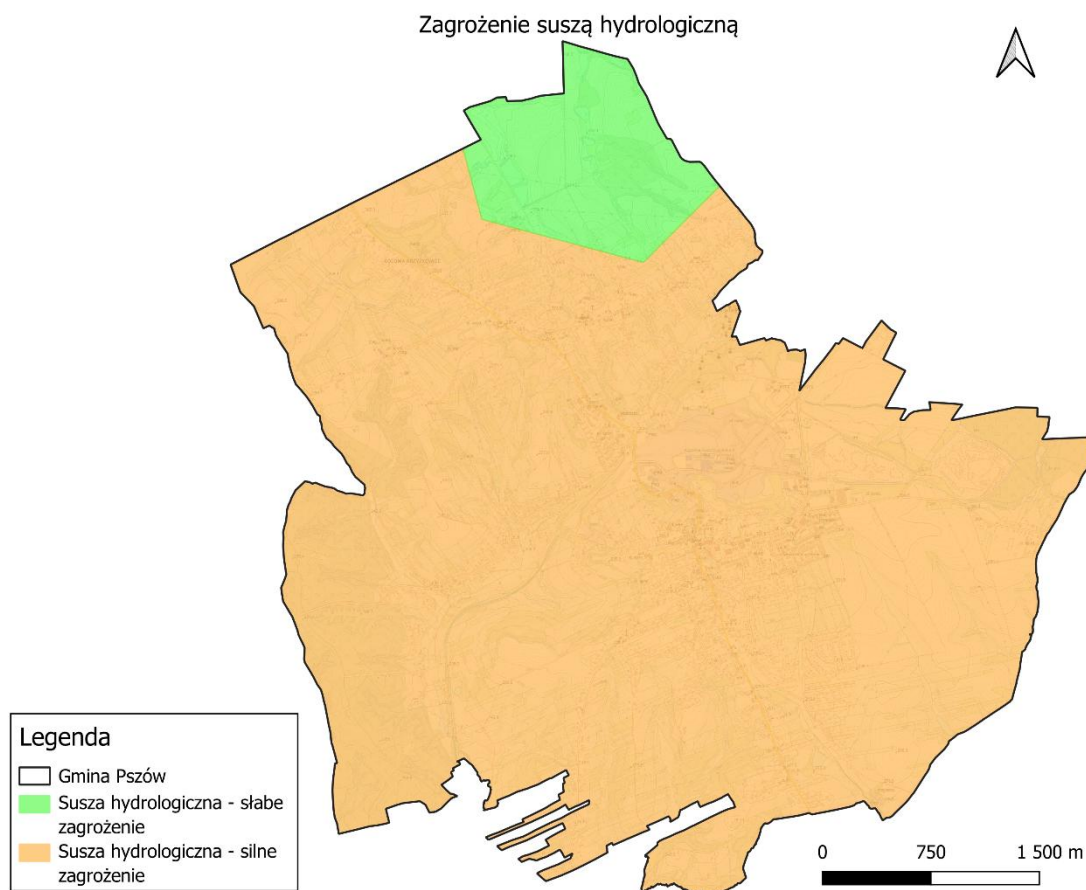 Zagrożenie suszą hydrologiczną
Legenda
Gmina Pszów
Susza hydrologiczna - słabe
zagrożenie
Susza hydrologiczna - silne
zagrożenie
0 750 1 500 m